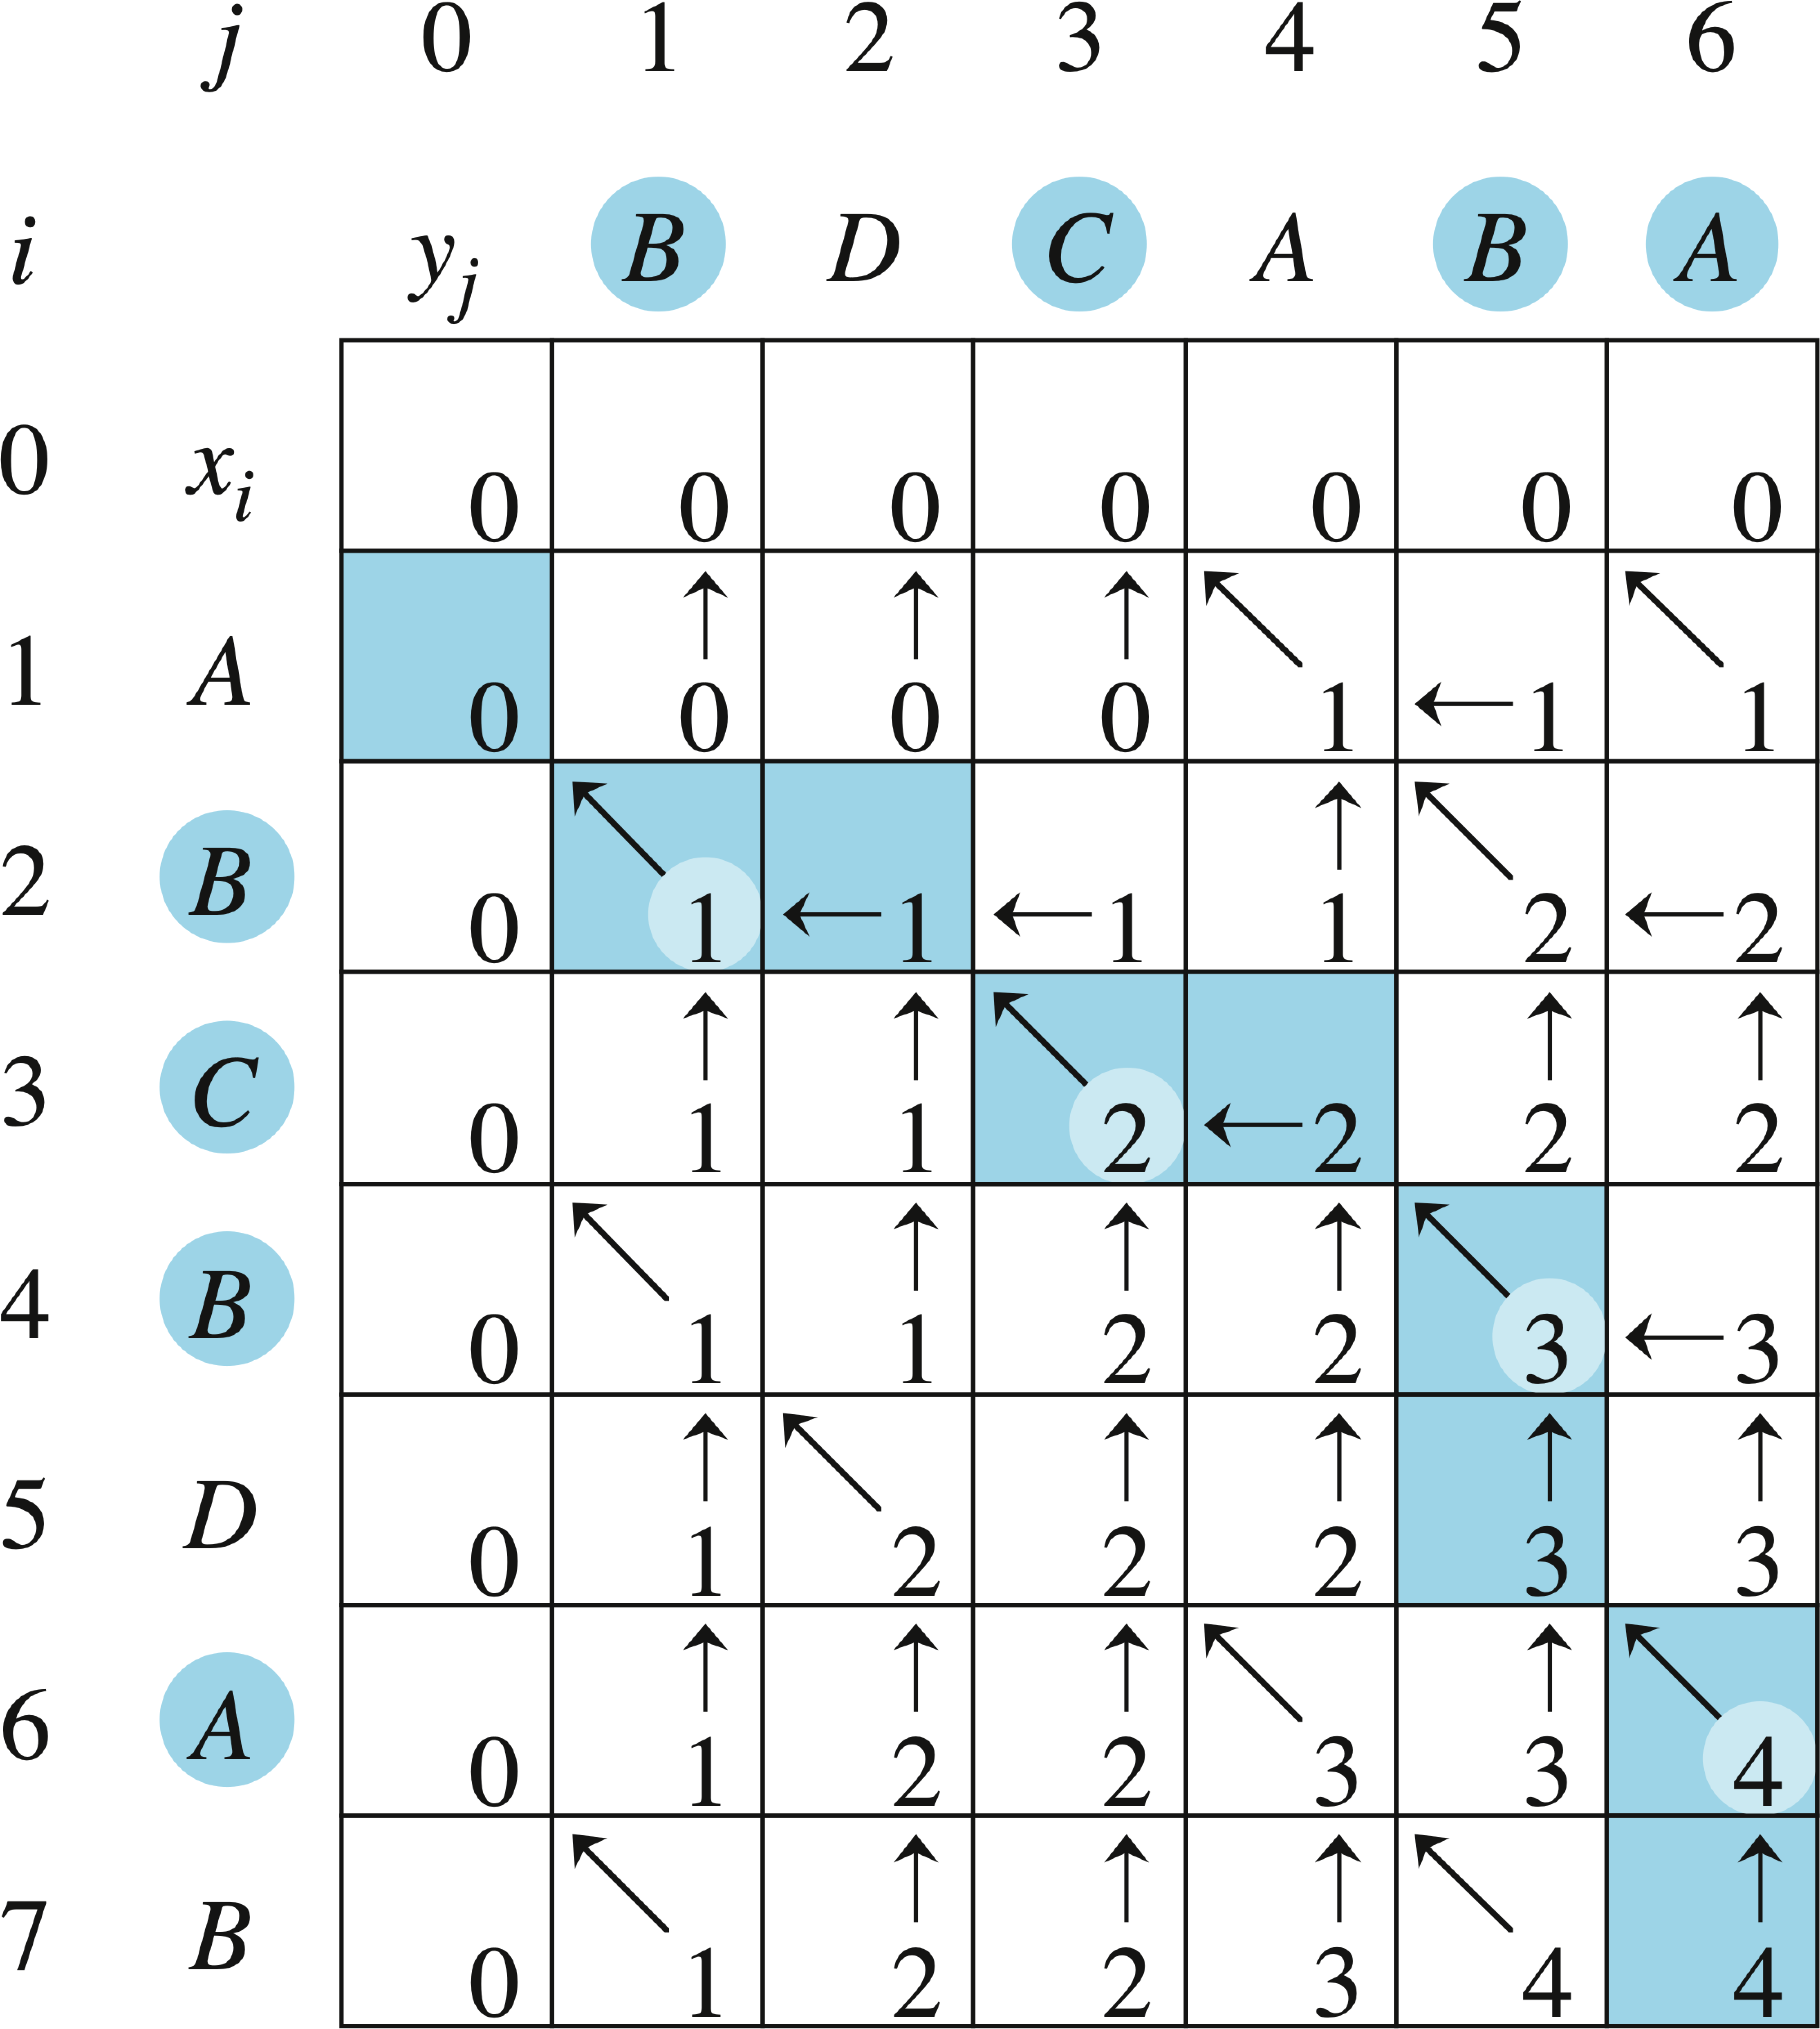 j 0 1 2 3 4 5 6
i yj B D C A B A
0 xi 0 0 0 0 0 0 0
1 A 0 0 0 0 1 1 1
2 B 0 1 1 1 1 2 2
3 C 0 1 1 2 2 2 2
4 B 0 1 1 2 2 3 3
5 D 0 1 2 2 2 3 3
6 A 0 1 2 2 3 3 4
7 B 0 1 2 2 3 4 4